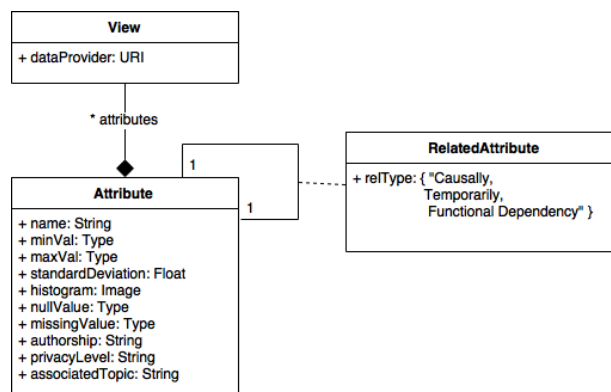 View
+ dataProvider: URI
* attributes
1
1
Attribute
+ name: String
+ minVal: Type
+ maxVal: Type
+ standardDeviation: Float
+ histogram: Image
+ nullValue: Type
+ missingValue: Type
+ authorship: String
+ privacyLevel: String
+ associatedTopic: String
RelatedAttribute
+ relType: { "Causally,
Temporarily,
Functional Dependency" }